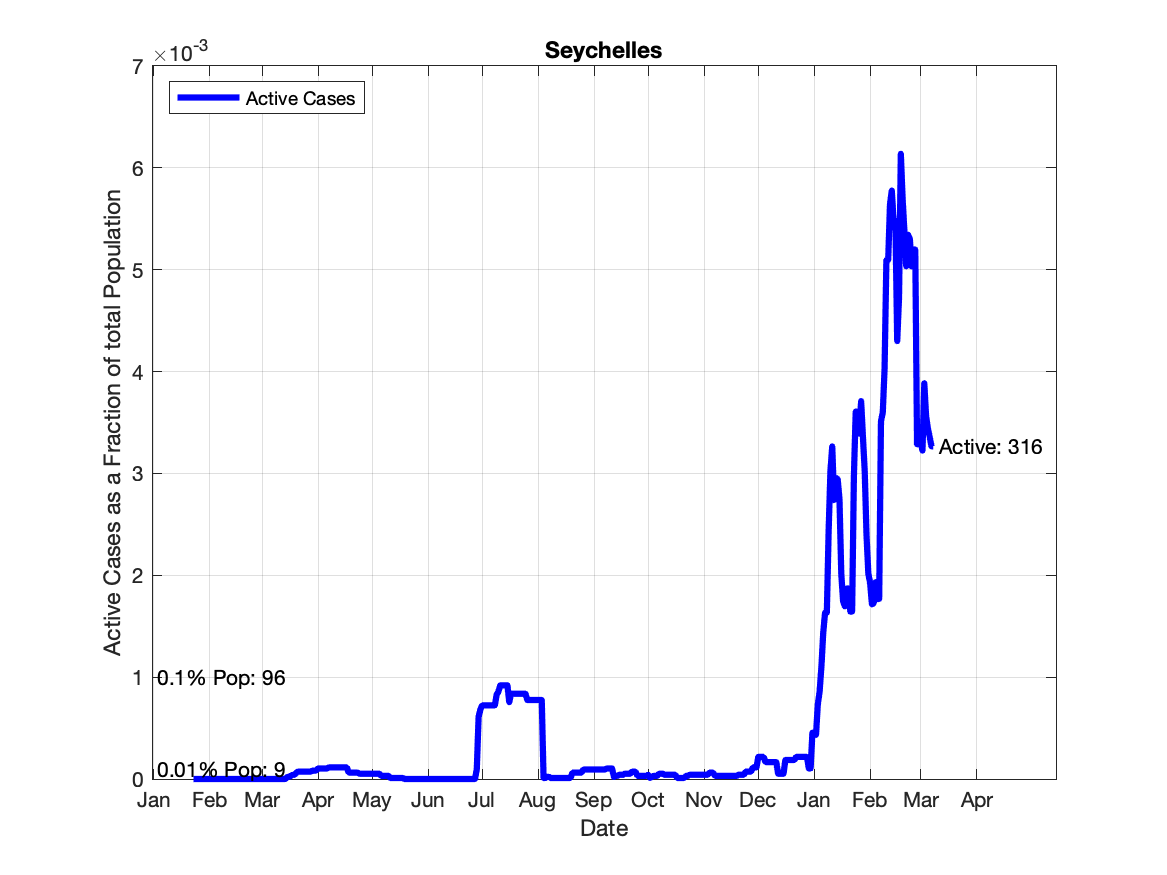 Seychelles
×10-3
Active Cases
7
6
5
4
3
2
1
0
Active Cases as a Fraction of total Population
Active: 316
0.1% Pop: 96
0.01% Pop: 9
Jan Feb Mar Apr May Jun Jul Aug Sep Oct Nov Dec Jan Feb Mar Apr
Date